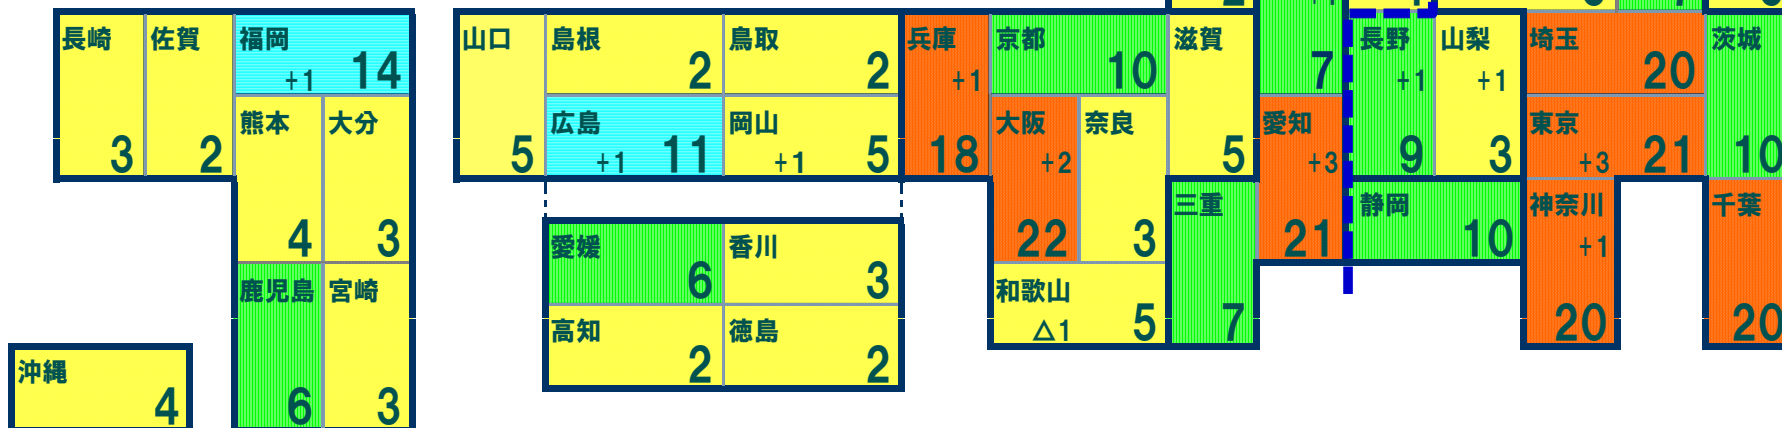 長崎
3
佐賀
2
福岡
+1 14
熊本
4
大分
3
鹿児島
6
宮崎
3
沖縄
4
山口
5
島根
2
鳥取
2
広島
+1 11
岡山
+1 5
愛媛
6
香川
3
高知
2
徳島
2
兵庫
+1
18
京都
10
大阪
+2
22
奈良
3
和歌山
△1 5
滋賀
5
三重
7
7
愛知
+3
21
長野
+1
9
山梨
+1
3
静岡
10
埼玉
20
東京
+3 21
神奈川
+1
20
茨城
10
千葉
20